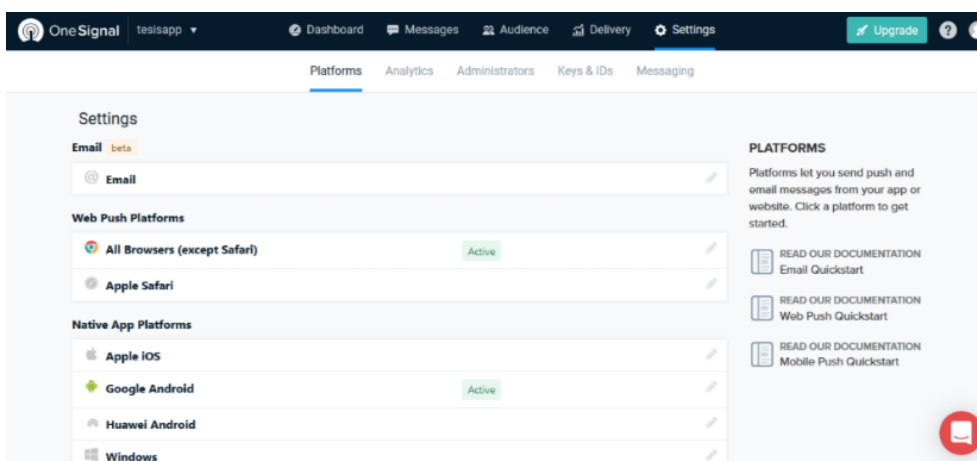 OneSignal tesisapp Dashboard Messages Audience Delivery Settings Upgrade ?
Platforms Analytics Administrators Keys & IDs Messaging
Settings
Email beta
@ Email
Web Push Platforms
All Browsers (except Safari) Active
Apple Safari
Native App Platforms
Apple iOS
Google Android Active
Huawei Android
Windows
PLATFORMS
Platforms let you send push and
email messages from your app or
website. Click a platform to get
started.
READ OUR DOCUMENTATION
Email Quickstart
READ OUR DOCUMENTATION
Web Push Quickstart
READ OUR DOCUMENTATION
Mobile Push Quickstart